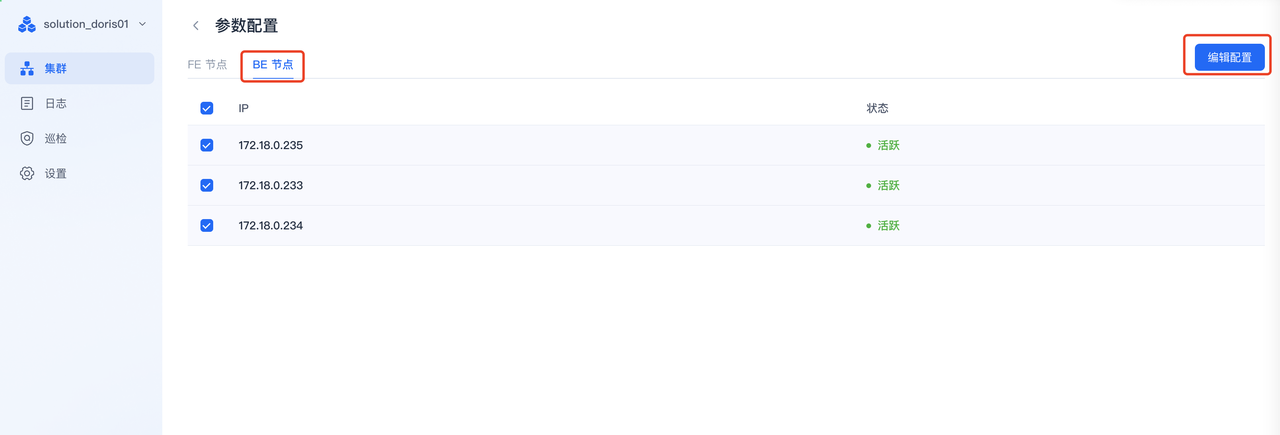 solution_doris01
集群
日志
巡检
设置
参数配置
FE 节点 BE 节点
编辑配置
IP 状态
172.18.0.235 活跃
172.18.0.233 活跃
172.18.0.234 活跃